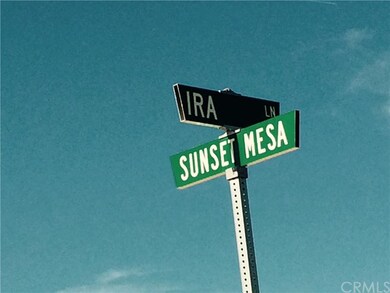 IRA LN
SUNSET MESA
CRMLS